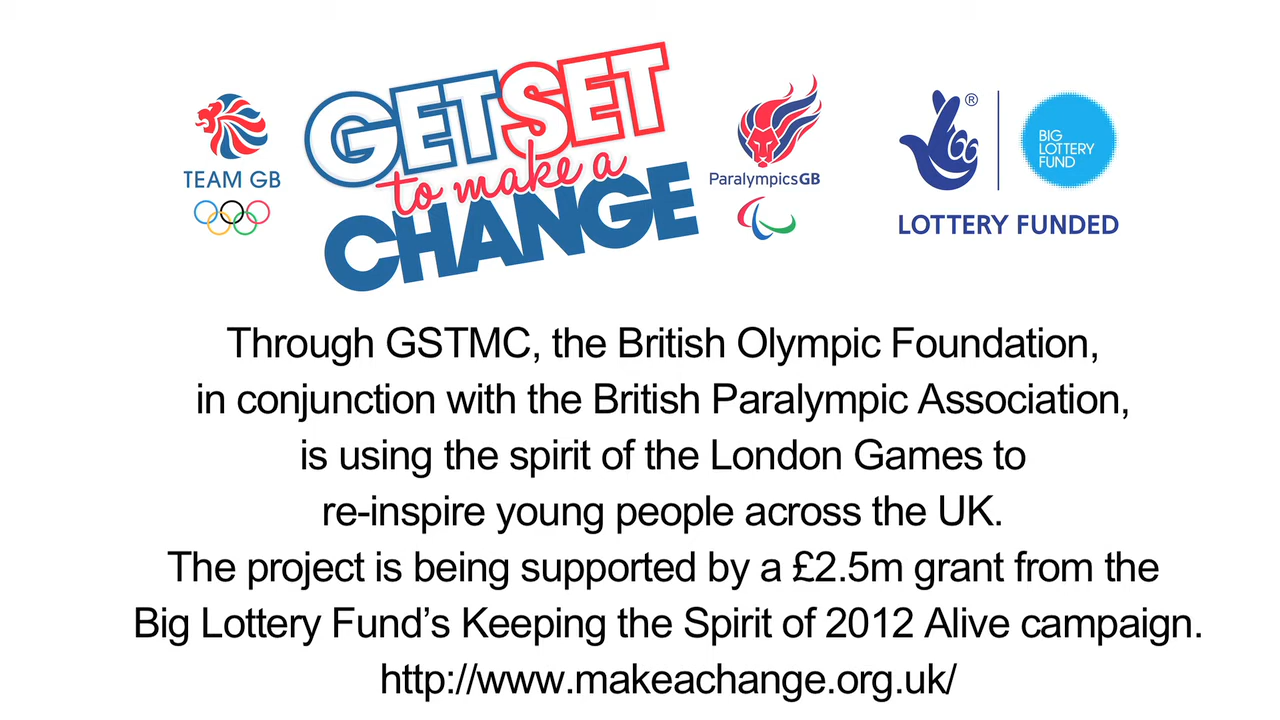 GET SET
to make a
CHANGE
TEAM GB
ParalympicsGB
®
BIG
LOTTERY
FUND
LOTTERY FUNDED
Through GSTMC, the British Olympic Foundation,
in conjunction with the British Paralympic Association,
is using the spirit of the London Games to
re-inspire young people across the UK.
The project is being supported by a £2.5m grant from the
Big Lottery Fund’s Keeping the Spirit of 2012 Alive campaign.
http://www.makeachange.org.uk/